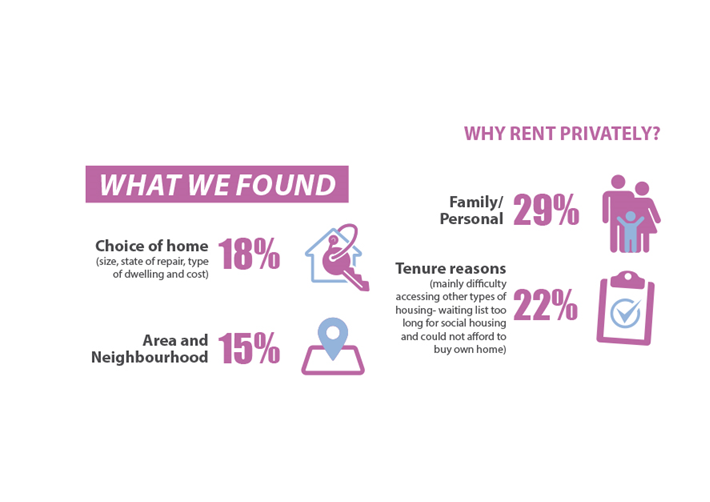 WHY RENT PRIVATELY?
WHAT WE FOUND
Choice of home
(size, state of repair, type
of dwelling and cost)
18%
Area and
Neighbourhood
15%
Family/
Personal
29%
Tenure reasons
(mainly difficulty
accessing other types of
housing- waiting list too
long for social housing
and could not afford to
buy own home)
22%